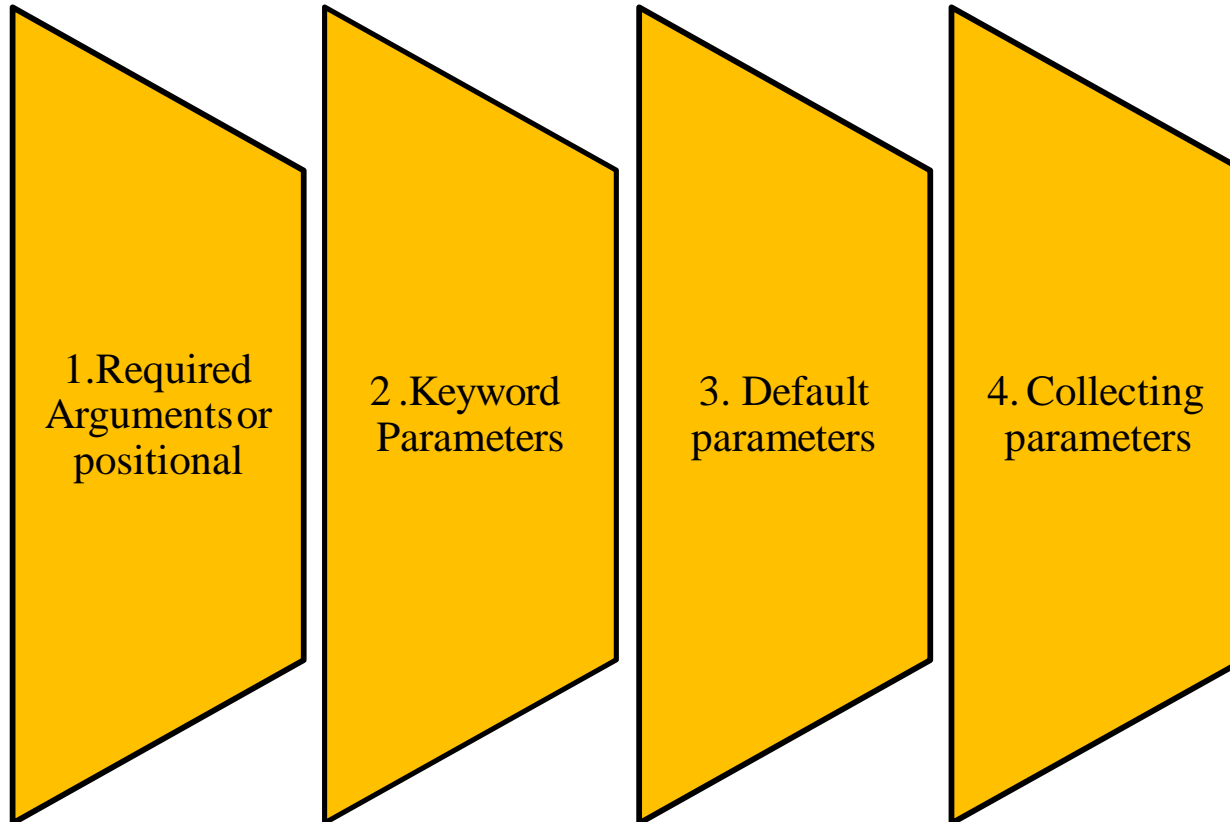 1.Required
Arguments or
positional
2 .Keyword
Parameters
3. Default
parameters
4. Collecting
parameters